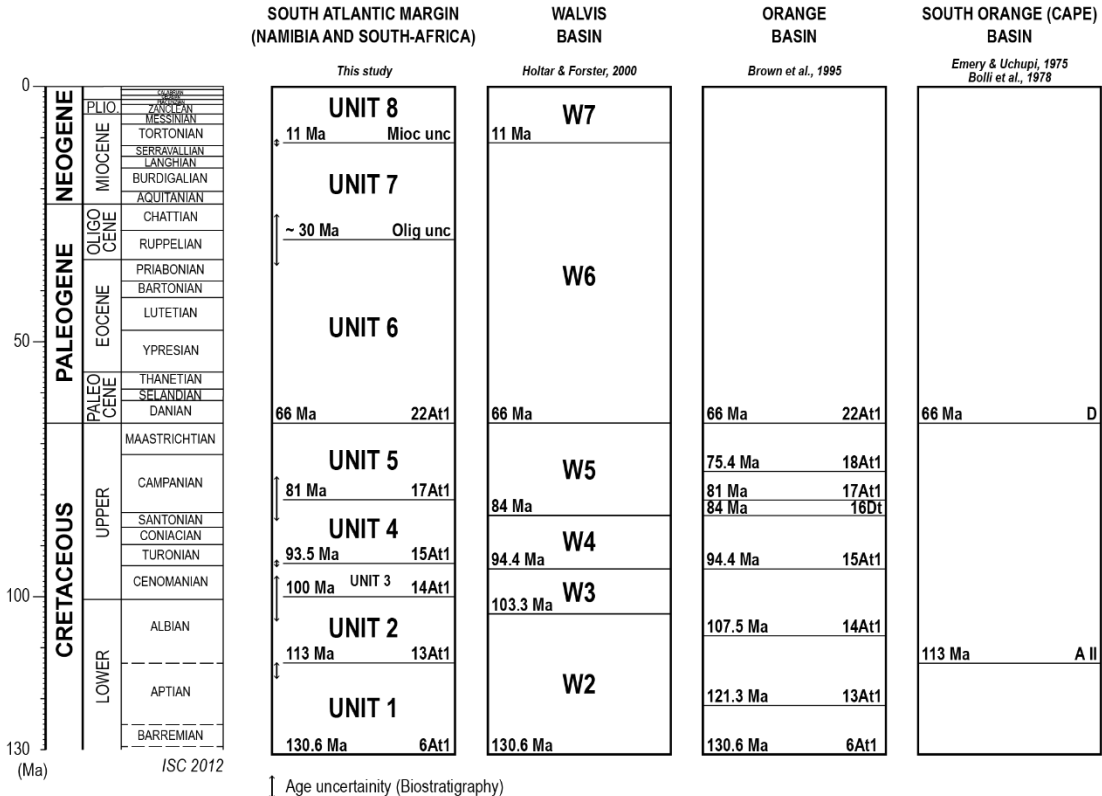 SOUTH ATLANTIC MARGIN
(NAMIBIA AND SOUTH-AFRICA)
This study
WALVIS
BASIN
Holtar & Forster, 2000
ORANGE
BASIN
Brown et al., 1995
SOUTH ORANGE (CAPE)
BASIN
Emery & Uchupi, 1975
Bolli et al., 1978
0
50
100
130
(Ma)
NEOGENE
PALEOGENE
CRETACEOUS
PLIO.
MIOCENE
OLIGO
CENE
EOCENE
PALEO
CENE
UPPER
LOWER
ZANCLEAN
MESSINIAN
TORTONIAN
SERRAVALLIAN
LANGHIAN
BURDIGALIAN
AQUITANIAN
CHATTIAN
RUPPELIAN
PRIABONIAN
BARTONIAN
LUTETIAN
YPRESIAN
THANETIAN
SELANDIAN
DANIAN
MAASTRICHTIAN
CAMPANIAN
SANTONIAN
CONIACIAN
TURONIAN
CENOMANIAN
ALBIAN
APTIAN
BARREMIAN
ISC 2012
UNIT 8
11 Ma Mioc unc
UNIT 7
~ 30 Ma Olig unc
UNIT 6
66 Ma 22At1
UNIT 5
81 Ma 17At1
UNIT 4
93.5 Ma 15At1
UNIT 3
100 Ma 14At1
UNIT 2
113 Ma 13At1
UNIT 1
130.6 Ma 6At1
W7
11 Ma
W6
66 Ma
W5
84 Ma
W4
94.4 Ma
W3
103.3 Ma
W2
130.6 Ma
66 Ma 22At1
75.4 Ma 18At1
81 Ma 17At1
84 Ma 16Dt
94.4 Ma 15At1
107.5 Ma 14At1
121.3 Ma 13At1
130.6 Ma 6At1
66 Ma D
113 Ma A II
Age uncertainity (Biostratigraphy)